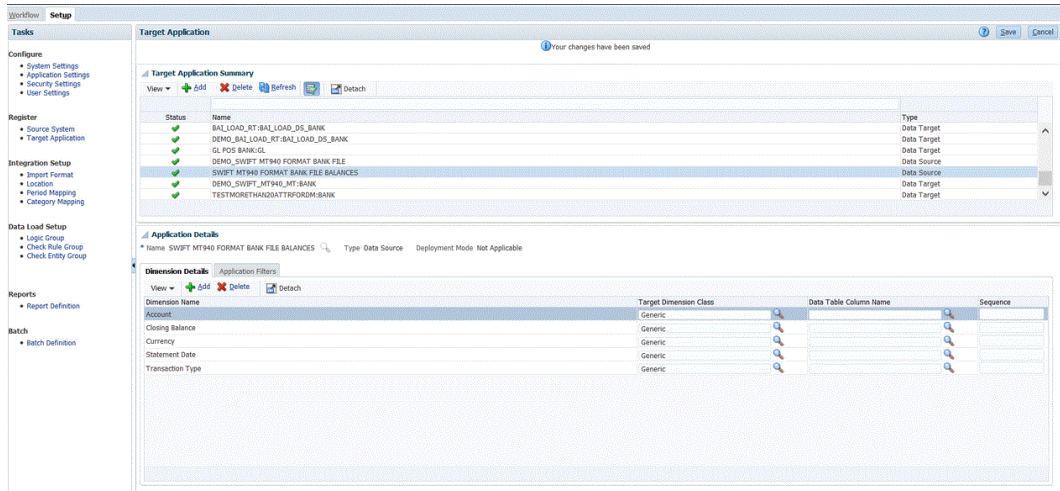 Workflow Setup
Tasks
Configure
System Settings
Application Settings
Security Settings
User Settings
Register
Source System
Target Application
Integration Setup
Import Format
Location
Period Mapping
Category Mapping
Data Load Setup
Logic Group
Check Rule Group
Check Entity Group
Reports
Report Definition
Batch
Batch Definition
Target Application ? Save Cancel
Your changes have been saved
Target Application Summary
View Add Delete Refresh Detach
Status Name Type
BAI_LOAD_RT:BAI_LOAD_DS_BANK Data Target
DEMO_BAI_LOAD_RT:BAI_LOAD_DS_BANK Data Target
GL POS BANK:GL Data Target
DEMO_SWIFT MT940 FORMAT BANK FILE Data Source
SWIFT MT940 FORMAT BANK FILE BALANCES Data Source
DEMO_SWIFT_MT940_MT:BANK Data Target
TESTMORETHAN20ATTRFORDM:BANK Data Target
Application Details
* Name SWIFT MT940 FORMAT BANK FILE BALANCES Type Data Source Deployment Mode Not Applicable
Dimension Details Application Filters
View Add Delete Detach
Dimension Name Target Dimension Class Data Table Column Name Sequence
Account Generic
Closing Balance Generic
Currency Generic
Statement Date Generic
Transaction Type Generic